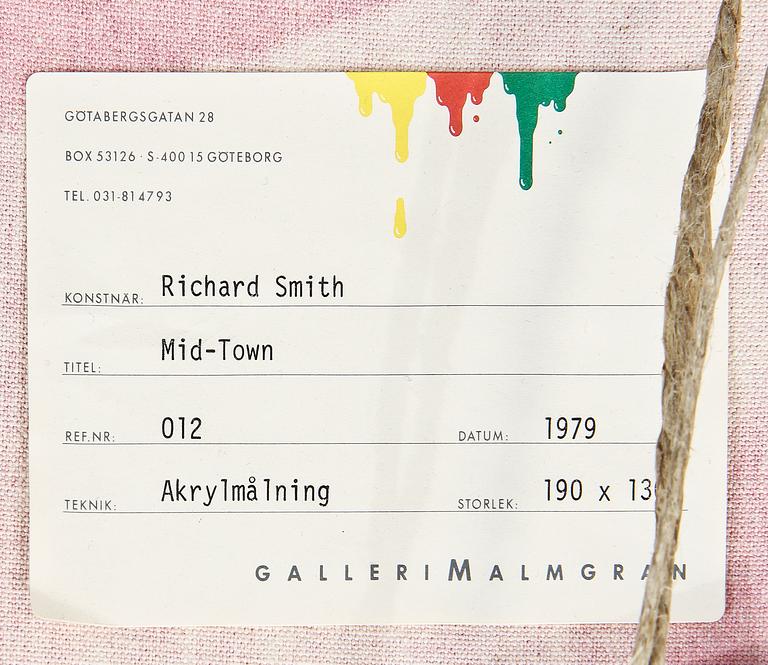 GÖTABERGSGATAN 28
BOX 53126 · S-400 15 GÖTEBORG
TEL. 031-814793
KONSTNÄR: Richard Smith
TITEL: Mid-Town
REF.NR: 012 DATUM: 1979
TEKNIK: Akrylmålning STORLEK: 190 x
GALLERI MALMGRAN